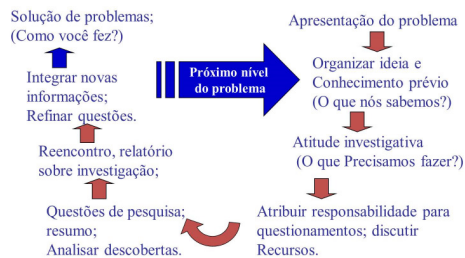 Solução de problemas;
(Como você fez?)
Integrar novas
informações;
Refinar questões.
Reencontro, relatório
sobre investigação;
Questões de pesquisa;
resumo;
Analisar descobertas.
Próximo nível
do problema
Apresentação do problema
Organizar ideia e
Conhecimento prévio
(O que nós sabemos?)
Atitude investigativa
(O que Precisamos fazer?)
Atribuir responsabilidade para
questionamentos; discutir
Recursos.